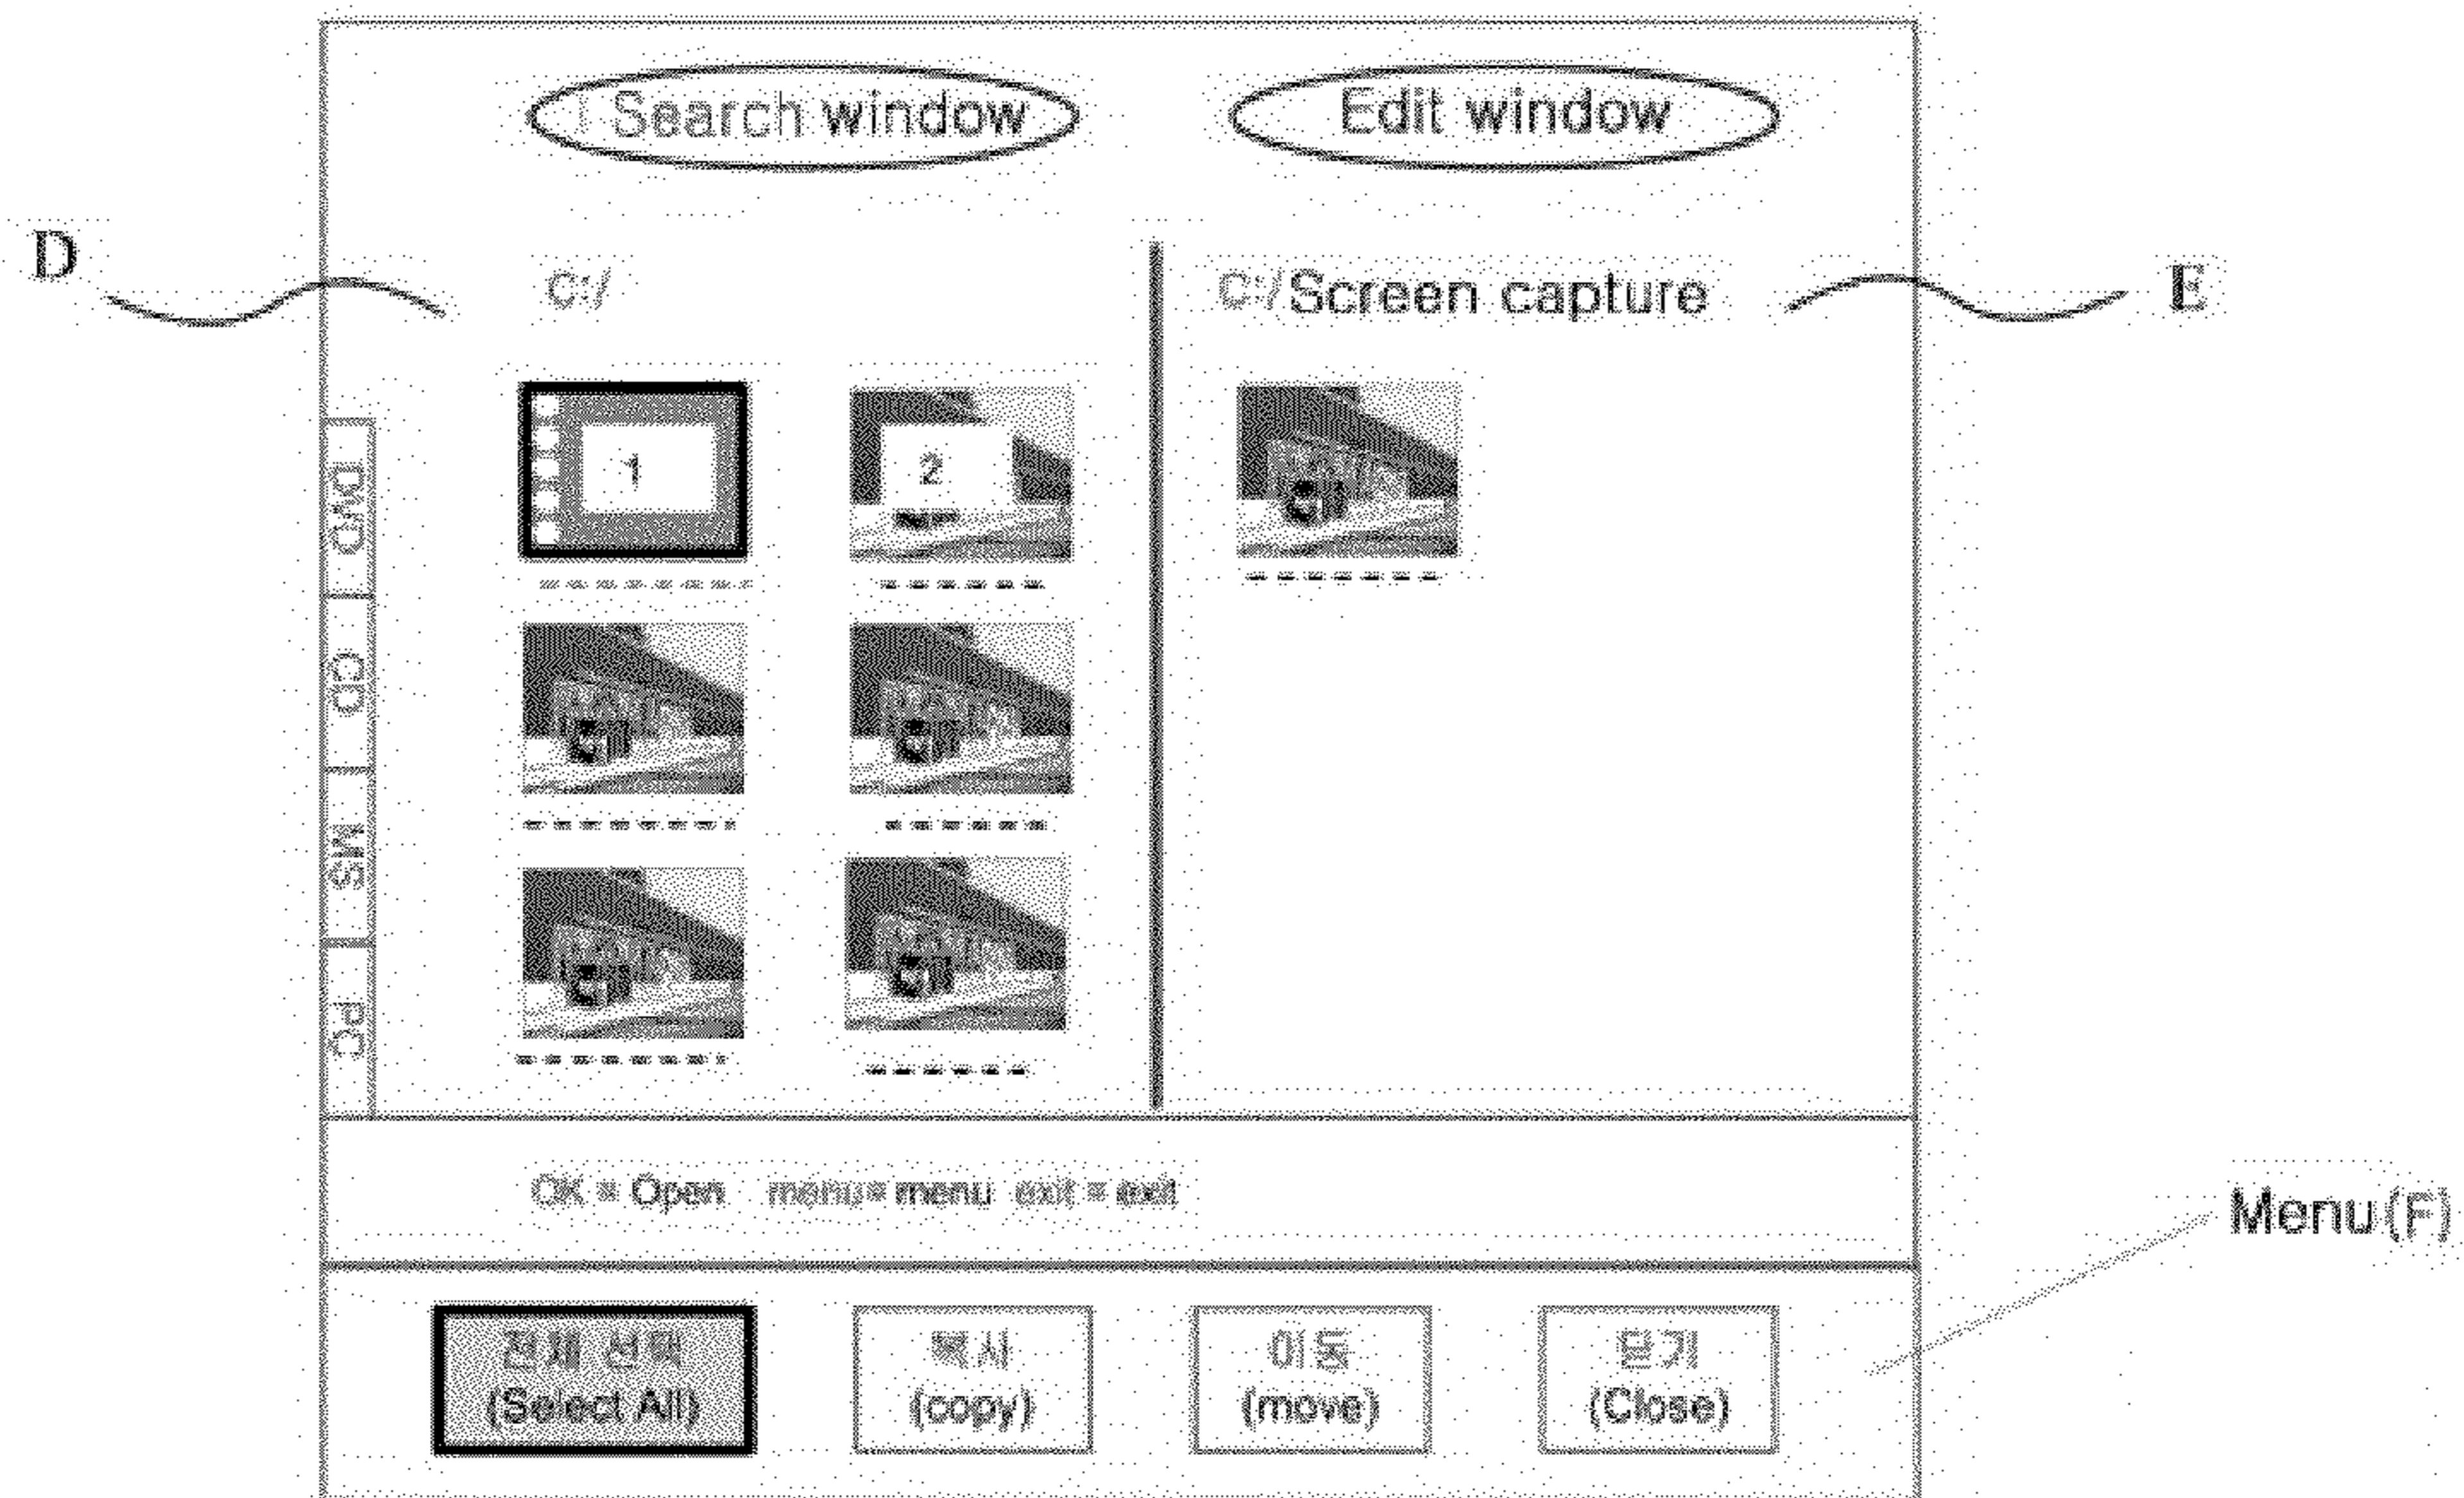 Search window
Edit window
D
C:/
C:/Screen capture
E
1
2
DVD
CD
MS
PC
OK = Open menu= menu exit = exit
Menu(F)
전체 선택
(Select All)
복사
(copy)
이동
(move)
닫기
(Close)